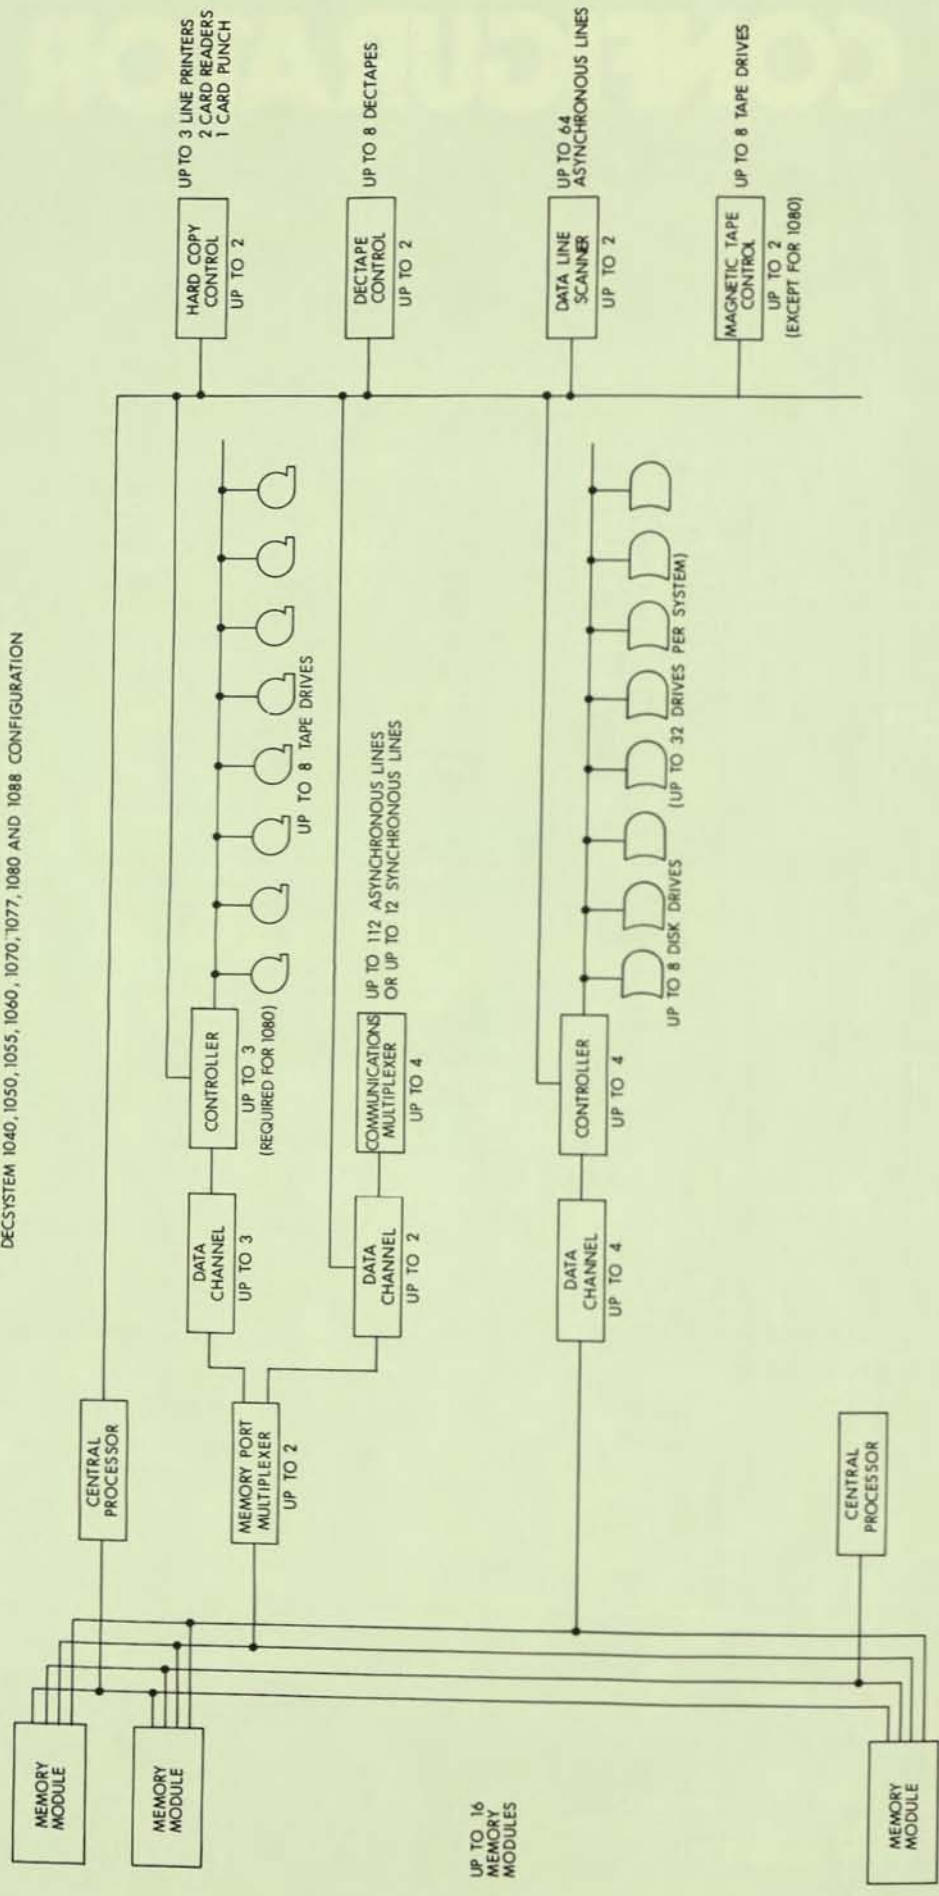 DECSYSTEM 1040, 1050, 1055, 1060, 1070, 1077, 1080 AND 1088 CONFIGURATION
MEMORY
MODULE
MEMORY
MODULE
UP TO 16
MEMORY
MODULES
MEMORY
MODULE
CENTRAL
PROCESSOR
MEMORY PORT
MULTIPLEXER
UP TO 2
CENTRAL
PROCESSOR
DATA
CHANNEL
UP TO 3
DATA
CHANNEL
UP TO 2
DATA
CHANNEL
UP TO 4
CONTROLLER
UP TO 3
(REQUIRED FOR 1080)
UP TO 8 TAPE DRIVES
COMMUNICATIONS
MULTIPLEXER
UP TO 4
UP TO 112 ASYNCHRONOUS LINES
OR UP TO 12 SYNCHRONOUS LINES
CONTROLLER
UP TO 4
UP TO 8 DISK DRIVES
(UP TO 32 DRIVES PER SYSTEM)
HARD COPY
CONTROL
UP TO 2
UP TO 3 LINE PRINTERS
2 CARD READERS
1 CARD PUNCH
DECTAPE
CONTROL
UP TO 2
UP TO 8 DECTAPES
DATA LINE
SCANNER
UP TO 2
UP TO 64
ASYNCHRONOUS LINES
MAGNETIC TAPE
CONTROL
UP TO 2
(EXCEPT FOR 1080)
UP TO 8 TAPE DRIVES